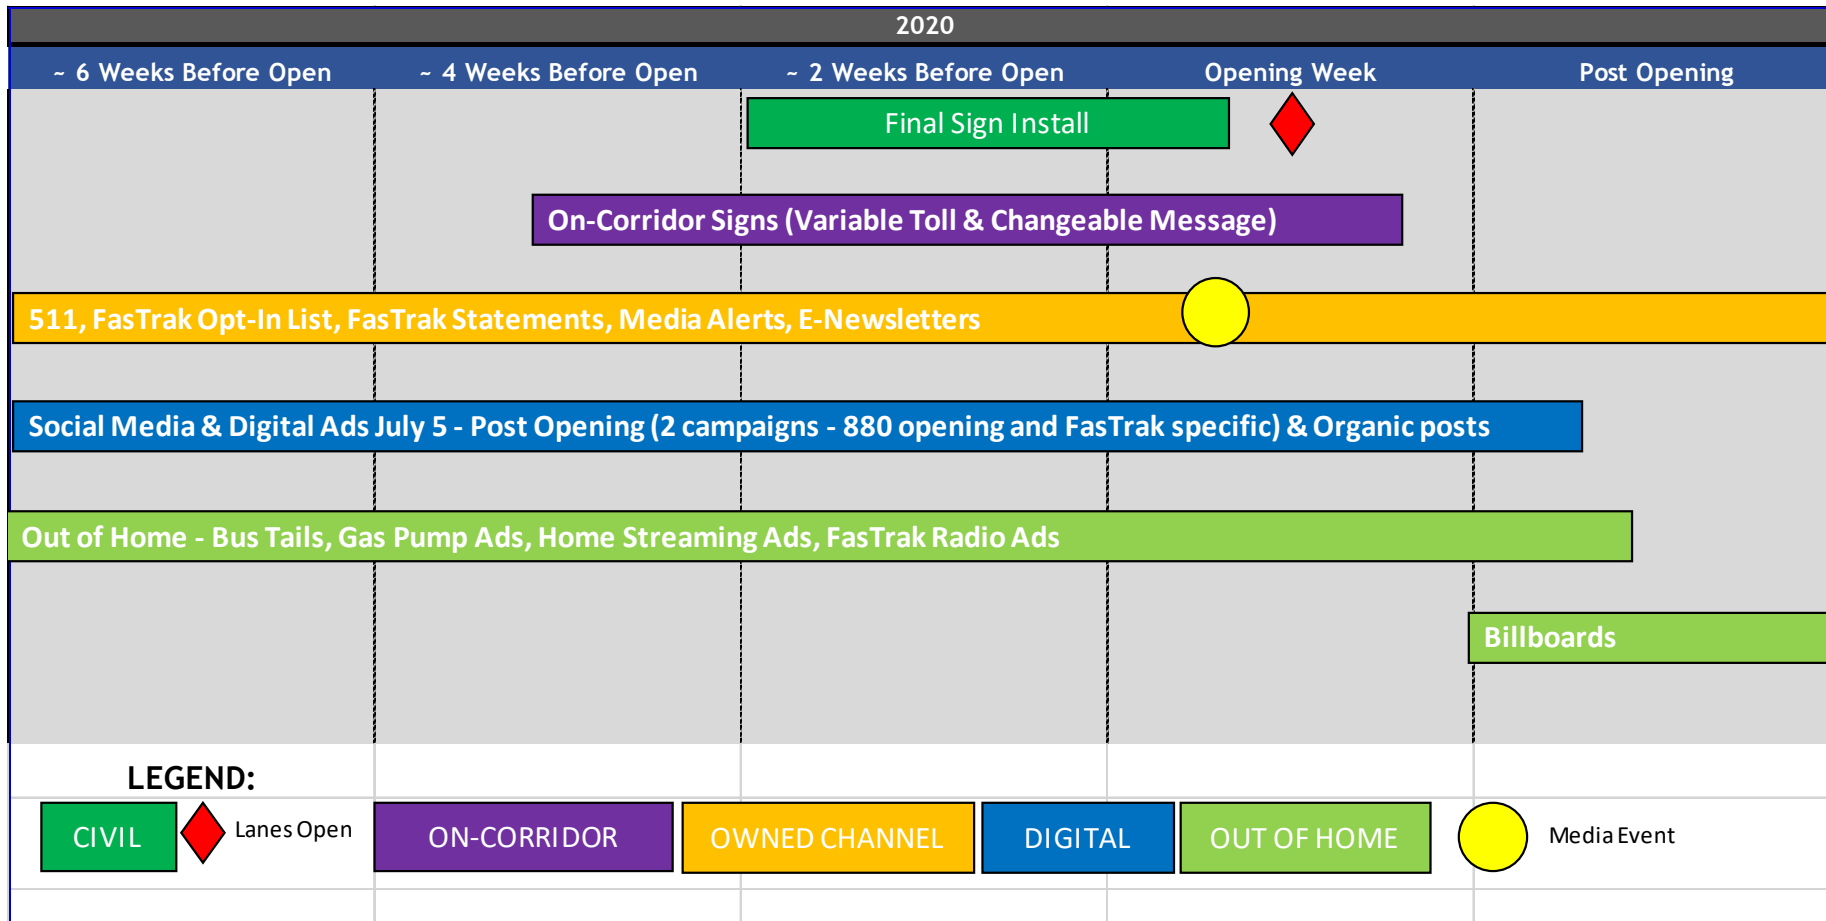 2020
~ 6 Weeks Before Open
~ 4 Weeks Before Open
~ 2 Weeks Before Open
Opening Week
Post Opening
Final Sign Install
On-Corridor Signs (Variable Toll & Changeable Message)
511, FasTrak Opt-In List, FasTrak Statements, Media Alerts, E-Newsletters
Social Media & Digital Ads July 5 - Post Opening (2 campaigns - 880 opening and FasTrak specific) & Organic posts
Out of Home - Bus Tails, Gas Pump Ads, Home Streaming Ads, FasTrak Radio Ads
Billboards
LEGEND:
CIVIL
Lanes Open
ON-CORRIDOR
OWNED CHANNEL
DIGITAL
OUT OF HOME
Media Event